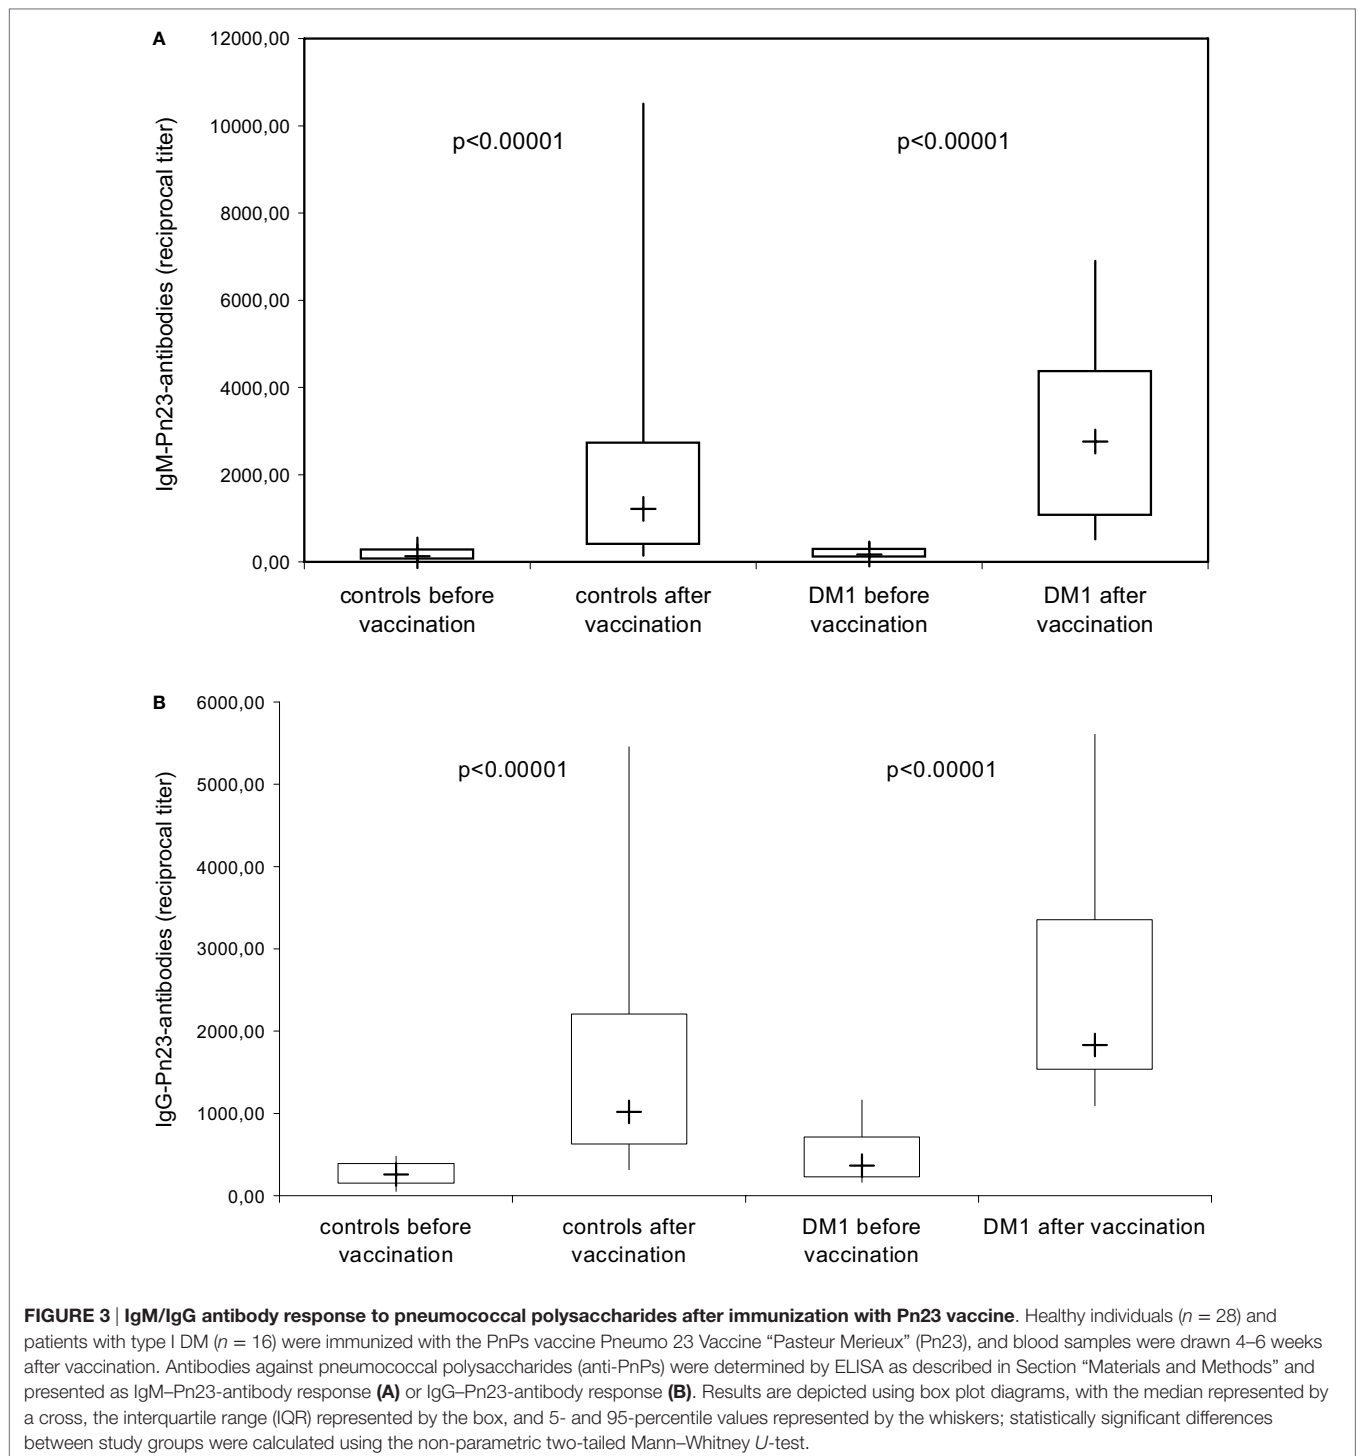 A
12000,00
10000,00
8000,00
6000,00
4000,00
2000,00
0,00
IgM-Pn23-antibodies (reciprocal titer)
p<0.00001
p<0.00001
controls before
vaccination
controls after
vaccination
DM1 before
vaccination
DM1 after
vaccination
B
6000,00
5000,00
4000,00
3000,00
2000,00
1000,00
0,00
IgG-Pn23-antibodies (reciprocal titer)
p<0.00001
p<0.00001
controls before
vaccination
controls after
vaccination
DM1 before
vaccination
DM1 after vaccination
FIGURE 3 | IgM/IgG antibody response to pneumococcal polysaccharides after immunization with Pn23 vaccine. Healthy individuals (n = 28) and
patients with type I DM (n = 16) were immunized with the PnPs vaccine Pneumo 23 Vaccine “Pasteur Merieux” (Pn23), and blood samples were drawn 4–6 weeks
after vaccination. Antibodies against pneumococcal polysaccharides (anti-PnPs) were determined by ELISA as described in Section “Materials and Methods” and
presented as IgM–Pn23-antibody response (A) or IgG–Pn23-antibody response (B). Results are depicted using box plot diagrams, with the median represented by
a cross, the interquartile range (IQR) represented by the box, and 5- and 95-percentile values represented by the whiskers; statistically significant differences
between study groups were calculated using the non-parametric two-tailed Mann–Whitney U-test.